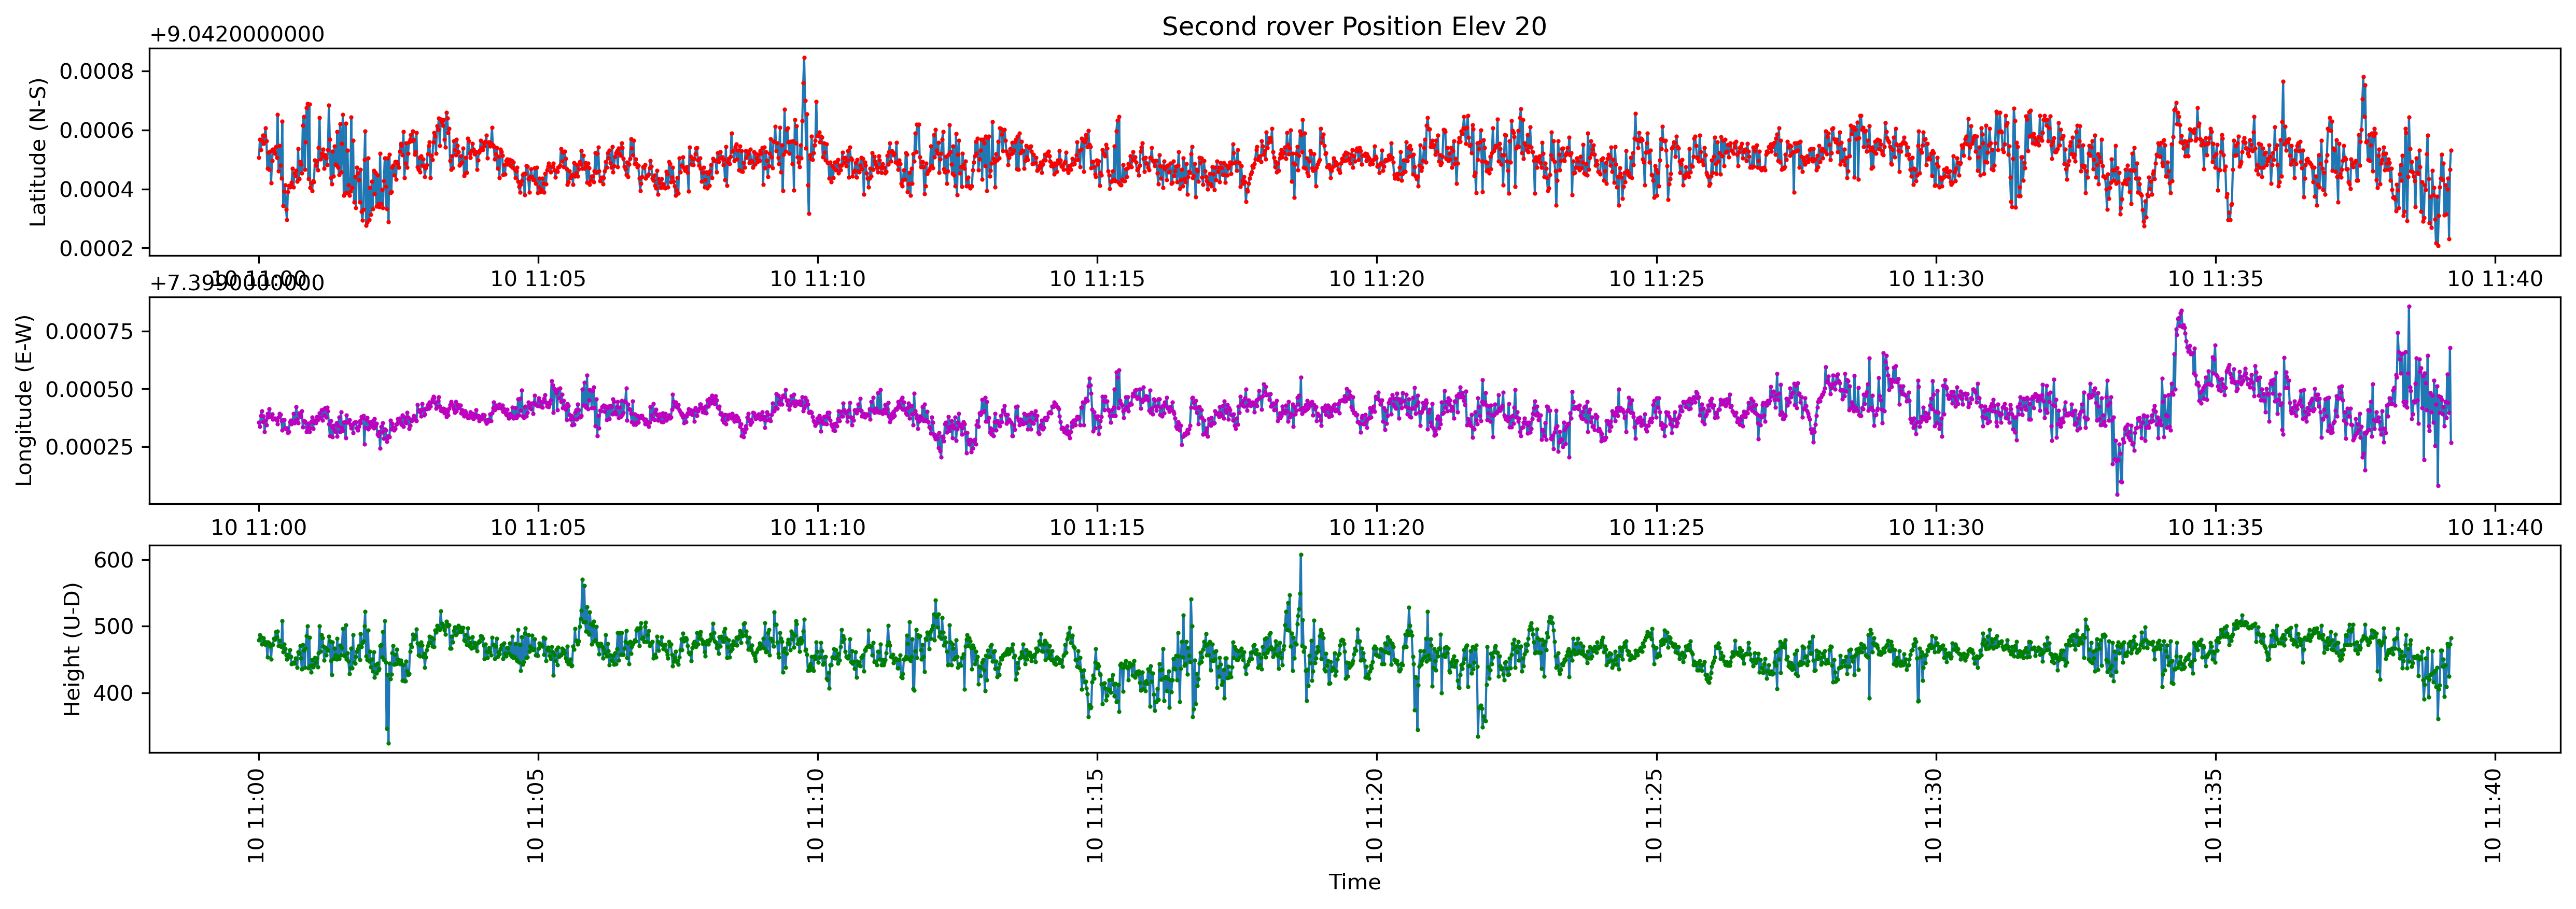 Second rover Position Elev 20
+9.0420000000
Latitude (N-S)
0.0008
0.0006
0.0004
0.0002
10 11:00 10 11:05 10 11:10 10 11:15 10 11:20 10 11:25 10 11:30 10 11:35 10 11:40
+7.3990000000
Longitude (E-W)
0.00075
0.00050
0.00025
10 11:00 10 11:05 10 11:10 10 11:15 10 11:20 10 11:25 10 11:30 10 11:35 10 11:40
Height (U-D)
600
500
400
10 11:00 10 11:05 10 11:10 10 11:15 10 11:20 10 11:25 10 11:30 10 11:35 10 11:40
Time